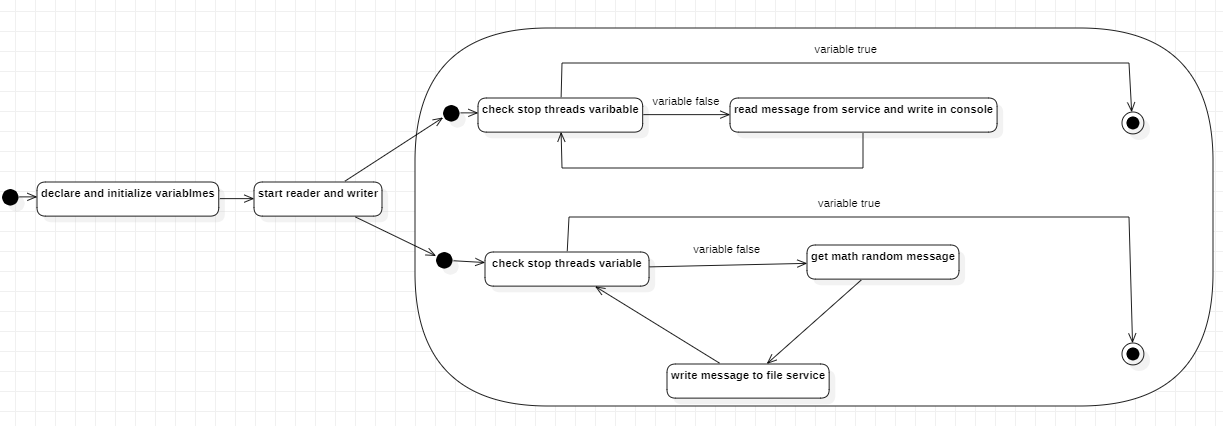 variable true
check stop threads varibable
variable false
read message from service and write in console
declare and initialize variablmes
start reader and writer
variable true
check stop threads variable
variable false
get math random message
write message to file service